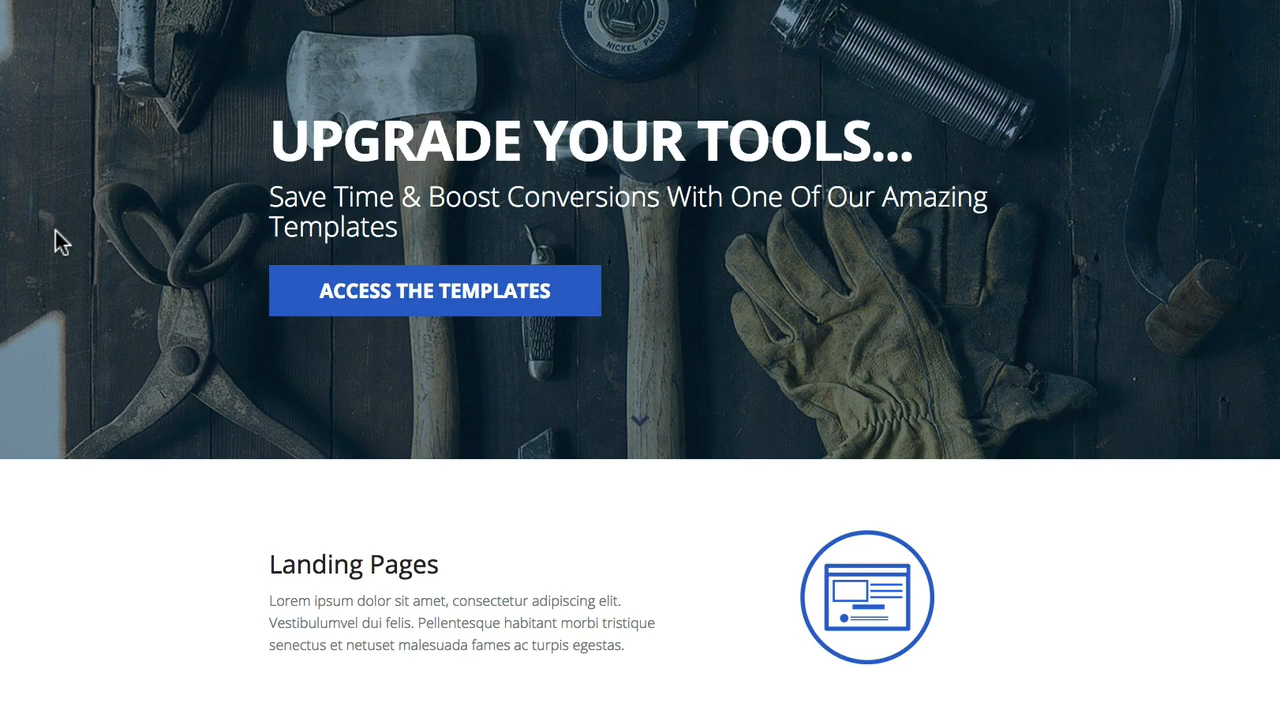 NICKEL PLATED
UPGRADE YOUR TOOLS...
Save Time & Boost Conversions With One Of Our Amazing
Templates
ACCESS THE TEMPLATES
Landing Pages
Lorem ipsum dolor sit amet, consectetur adipiscing elit.
Vestibulumvel dui felis. Pellentesque habitant morbi tristique
senectus et netuset malesuada fames ac turpis egestas.